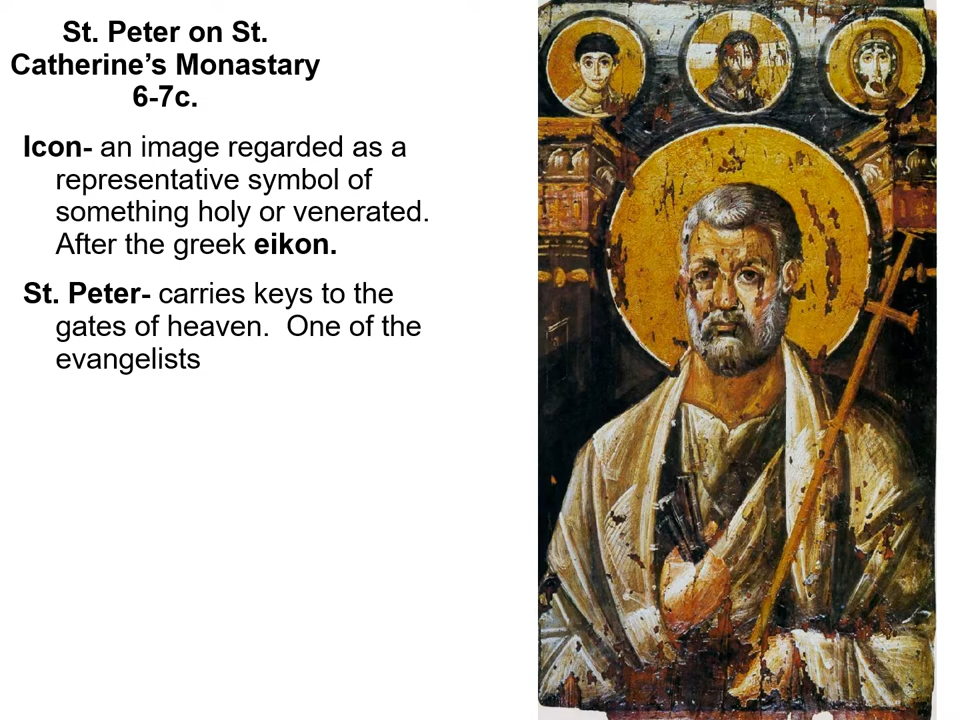 St. Peter on St.
Catherine’s Monastary
6-7c.
Icon- an image regarded as a
representative symbol of
something holy or venerated.
After the greek eikon.
St. Peter- carries keys to the
gates of heaven.  One of the
evangelists